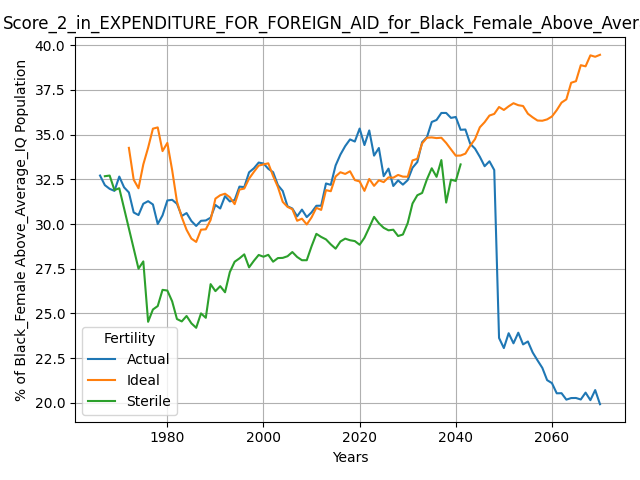 Score_2_in_EXPENDITURE_FOR_FOREIGN_AID_for_Black_Female_Above_Aver
% of Black_Female Above_Average_IQ Population
40.0
37.5
35.0
32.5
30.0
27.5
25.0
22.5
20.0
Fertility
Actual
Ideal
Sterile
1980
2000
2020
2040
2060
Years